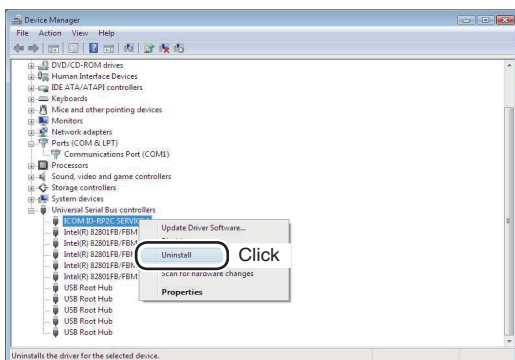 Device Manager
File Action View Help
DVD/CD-ROM drives
Human Interface Devices
IDE ATA/ATAPI controllers
Keyboards
Mice and other pointing devices
Monitors
Network adapters
Ports (COM & LPT)
Communications Port (COM1)
Processors
Sound, video and game controllers
Storage controllers
System devices
Universal Serial Bus controllers
ICOM ID-RP2C SERVICE
Intel(R) 82801FB/FBM
Intel(R) 82801FB/FBM
Intel(R) 82801FB/FBM
Intel(R) 82801FB/FBM
Intel(R) 82801FB/FBM
USB Root Hub
USB Root Hub
USB Root Hub
USB Root Hub
USB Root Hub
Update Driver Software...
Uninstall
Click
Scan for hardware changes
Properties
Uninstalls the driver for the selected device.